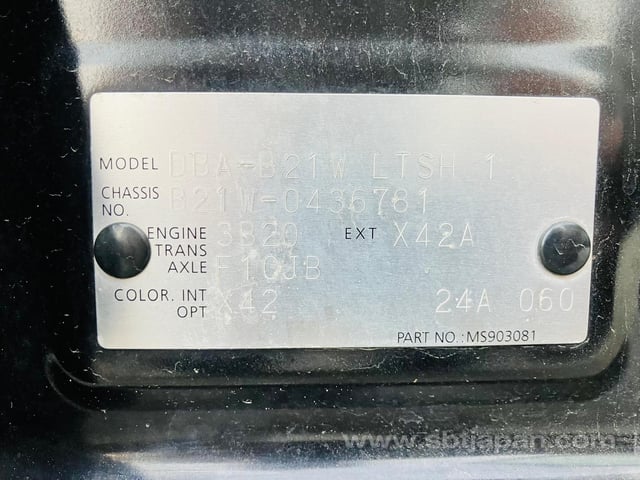 MODEL DBA-B21W LTSH 1
CHASSIS NO. B21W-0436781
ENGINE 3B20 EXT X42A
TRANS AXLE F1CJB
COLOR. INT OPT X42 24A 060
PART NO.:MS903081
www.sbtjapan.com